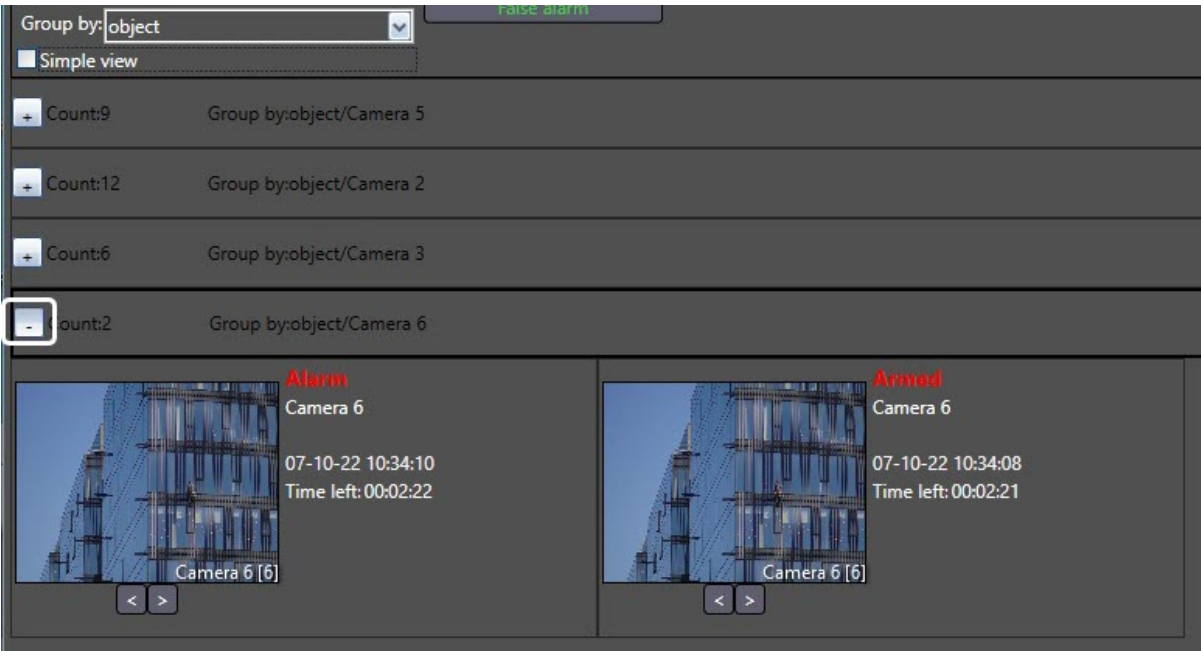 False alarm
Group by: object
Simple view
+ Count:9 Group by:object/Camera 5
+ Count:12 Group by:object/Camera 2
+ Count:6 Group by:object/Camera 3
- Count:2 Group by:object/Camera 6
Alarm
Camera 6
07-10-22 10:34:10
Time left: 00:02:22
Camera 6 [6]
< >
Armed
Camera 6
07-10-22 10:34:08
Time left: 00:02:21
Camera 6 [6]
< >